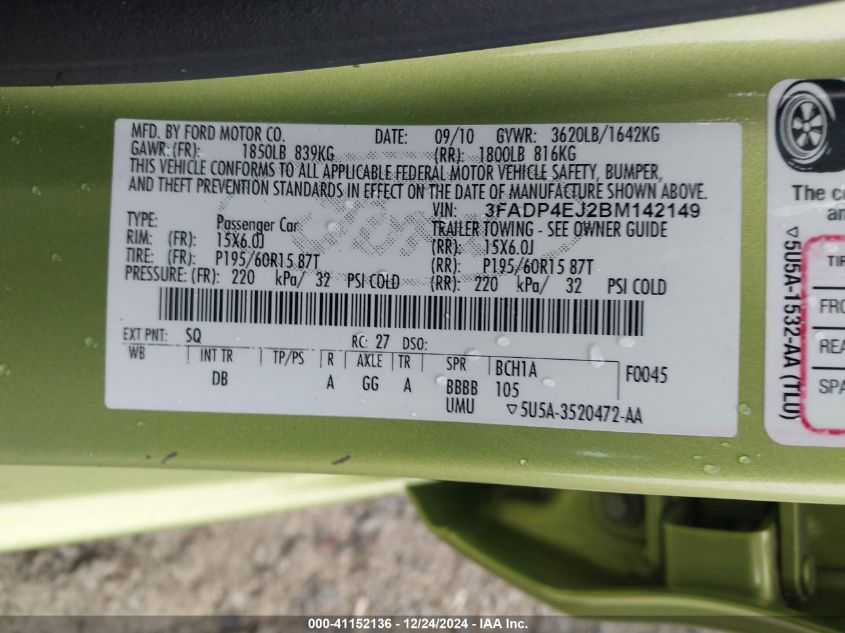 MFD. BY FORD MOTOR CO. DATE: 09/10 GVWR: 3620LB/1642KG
GAWR: (FR): 1850LB 839KG (RR): 1800LB 816KG
THIS VEHICLE CONFORMS TO ALL APPLICABLE FEDERAL MOTOR VEHICLE SAFETY, BUMPER,
AND THEFT PREVENTION STANDARDS IN EFFECT ON THE DATE OF MANUFACTURE SHOWN ABOVE.
VIN: 3FADP4EJ2BM142149
TYPE: Passenger Car TRAILER TOWING - SEE OWNER GUIDE
RIM: (FR): 15X6.0J (RR): 15X6.0J
TIRE: (FR): P195/60R15 87T (RR): P195/60R15 87T
PRESSURE: (FR): 220 kPa/ 32 PSI COLD (RR): 220 kPa/ 32 PSI COLD
EXT PNT: SQ RC: 27 DSO:
WB INT TR TP/PS R AXLE TR SPR BCH1A F0045
DB A GG A BBBB 105
UMU ▽5U5A-3520472-AA
The co
an
▽5U5A-1532-AA (TL0)
TIR
FRO
REA
SPA
000-41152136 - 12/24/2024 - IAA Inc.